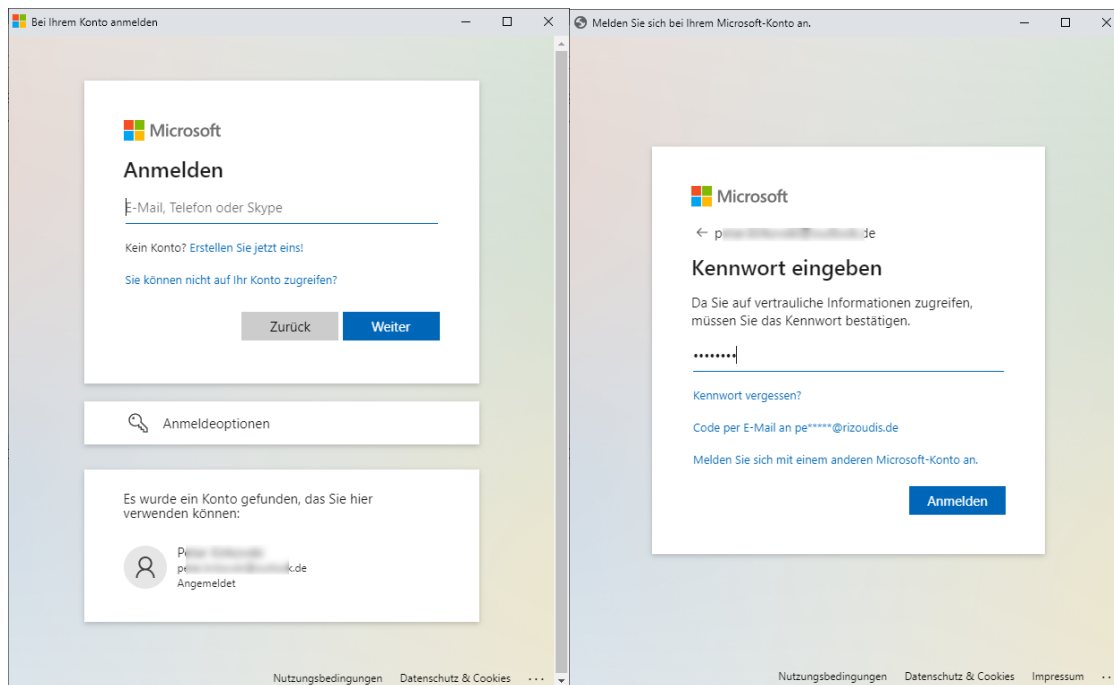 Bei Ihrem Konto anmelden
Microsoft
Anmelden
E-Mail, Telefon oder Skype
Kein Konto? Erstellen Sie jetzt eins!
Sie können nicht auf Ihr Konto zugreifen?
Zurück
Weiter
Anmeldeoptionen
Es wurde ein Konto gefunden, das Sie hier
verwenden können:
Angemeldet
Nutzungsbedingungen Datenschutz & Cookies ...
Melden Sie sich bei Ihrem Microsoft-Konto an.
Microsoft
Kennwort eingeben
Da Sie auf vertrauliche Informationen zugreifen,
müssen Sie das Kennwort bestätigen.
••••••••
Kennwort vergessen?
Code per E-Mail an pe*****@rizoudis.de
Melden Sie sich mit einem anderen Microsoft-Konto an.
Anmelden
Nutzungsbedingungen Datenschutz & Cookies Impressum ..